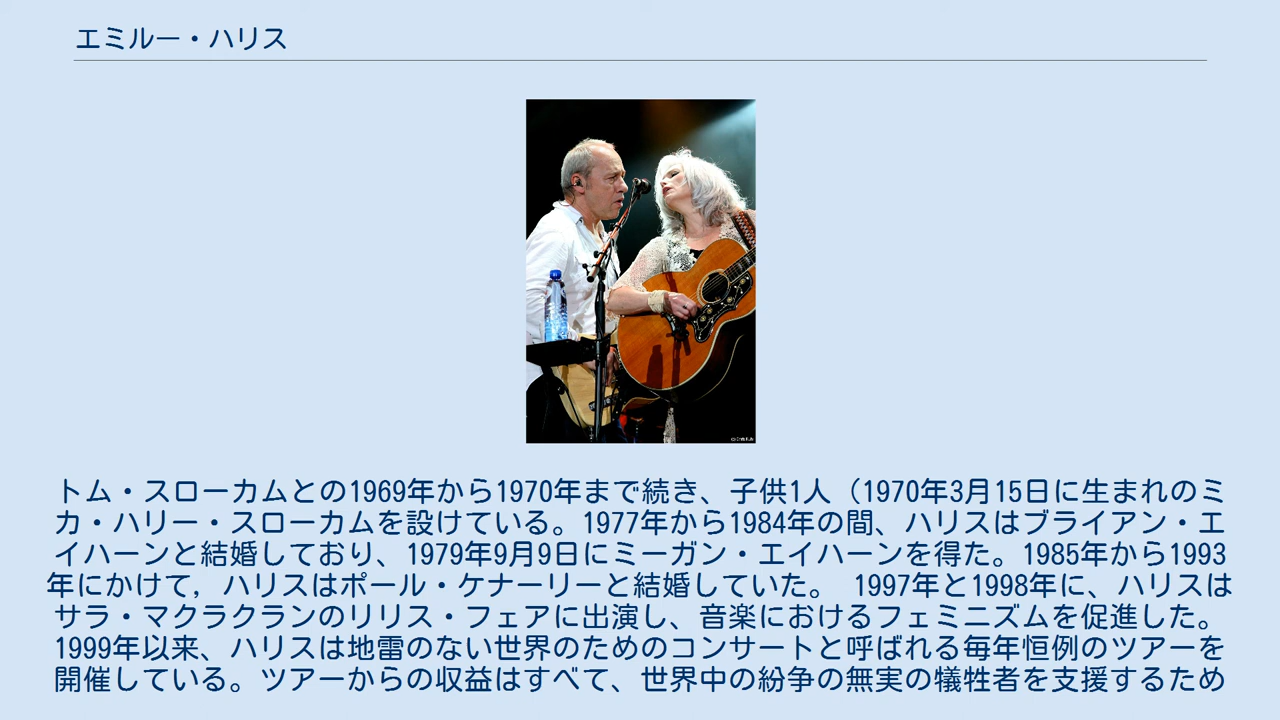 エミルー・ハリス
トム・スローカムとの1969年から1970年まで続き、子供1人（1970年3月15日に生まれのミ
カ・ハリー・スローカムを設けている。1977年から1984年の間、ハリスはブライアン・エ
イハーンと結婚しており、1979年9月9日にミーガン・エイハーンを得た。1985年から1993
年にかけて，ハリスはポール・ケナーリーと結婚していた。 1997年と1998年に、ハリスは
サラ・マクラクランのリリス・フェアに出演し、音楽におけるフェミニズムを促進した。
1999年以来、ハリスは地雷のない世界のためのコンサートと呼ばれる毎年恒例のツアーを
開催している。ツアーからの収益はすべて、世界中の紛争の無実の犠牲者を支援するため